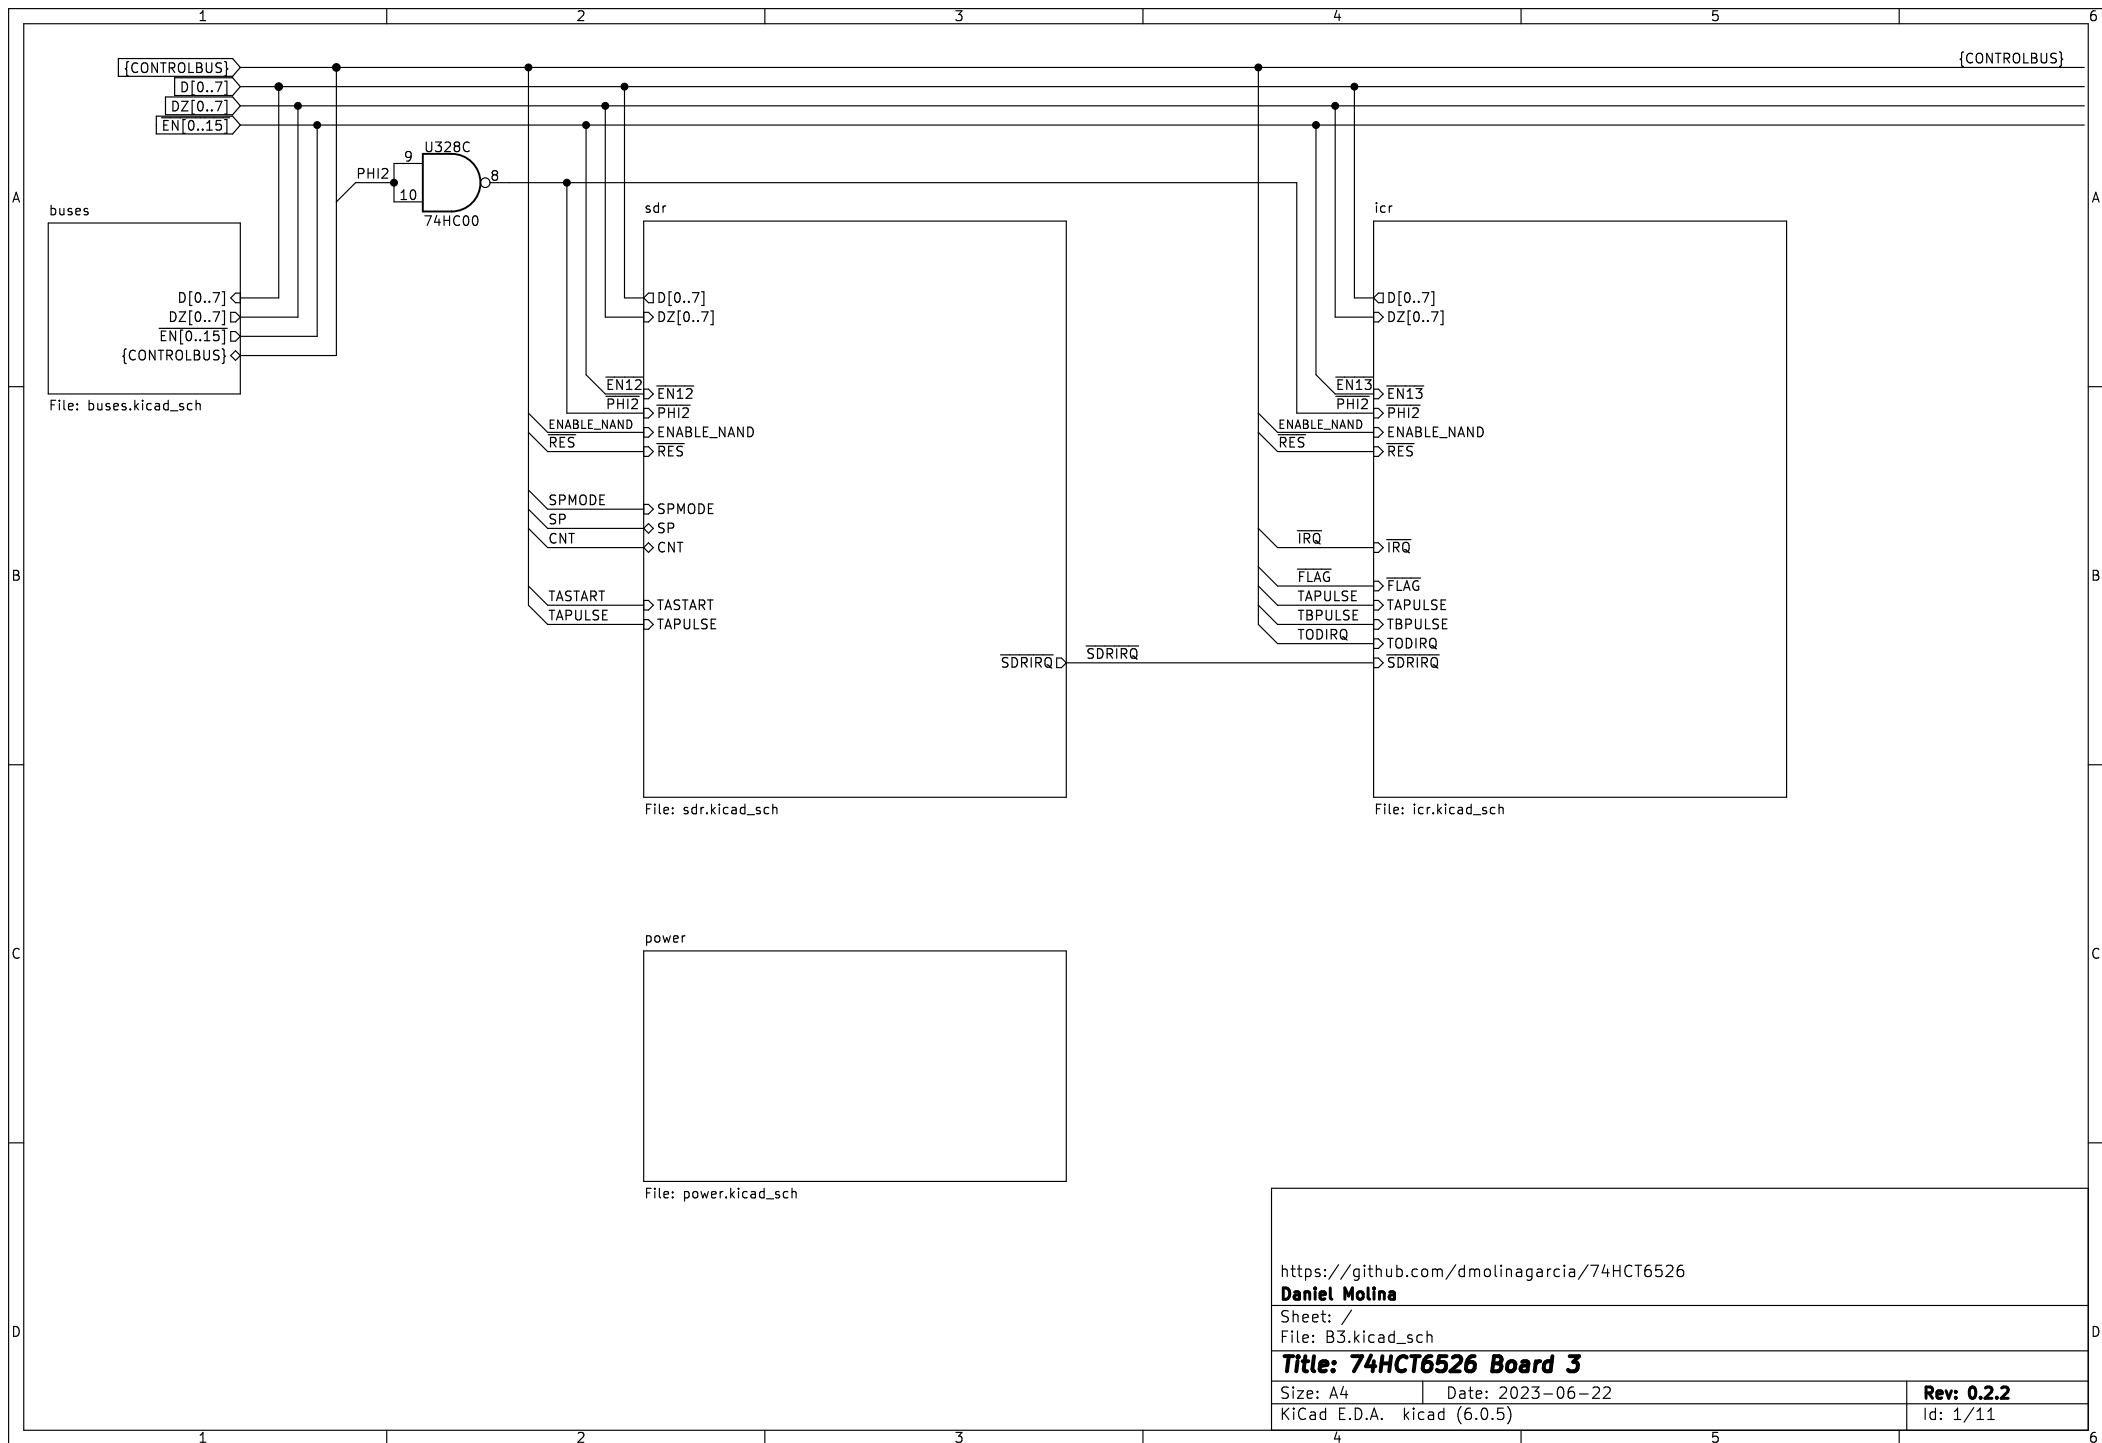 1 2 3 4 5 6
{CONTROLBUS} {CONTROLBUS}
D[0..7]
DZ[0..7]
EN[0..15]
U328C
9
PHI2
8
10
74HC00
A A
buses
sdr
icr
D[0..7]
DZ[0..7]
EN[0..15]
{CONTROLBUS}
File: buses.kicad_sch
D[0..7]
DZ[0..7]
EN12
EN12
PHI2
PHI2
ENABLE_NAND ENABLE_NAND
RES
RES
SPMODE
SPMODE
SP
SP
CNT
CNT
TASTART
TASTART
TAPULSE
TAPULSE
SDRIRQ SDRIRQ
File: sdr.kicad_sch
D[0..7]
DZ[0..7]
EN13
EN13
PHI2
PHI2
ENABLE_NAND ENABLE_NAND
RES
RES
IRQ
IRQ
FLAG
FLAG
TAPULSE
TAPULSE
TBPULSE
TBPULSE
TODIRQ
TODIRQ
SDRIRQ
File: icr.kicad_sch
B B
power
C C
File: power.kicad_sch
https://github.com/dmolinagarcia/74HCT6526
Daniel Molina
Sheet: /
File: B3.kicad_sch
D D
Title: 74HCT6526 Board 3
Size: A4 Date: 2023-06-22 Rev: 0.2.2
KiCad E.D.A. kicad (6.0.5) Id: 1/11
1 2 3 4 5 6